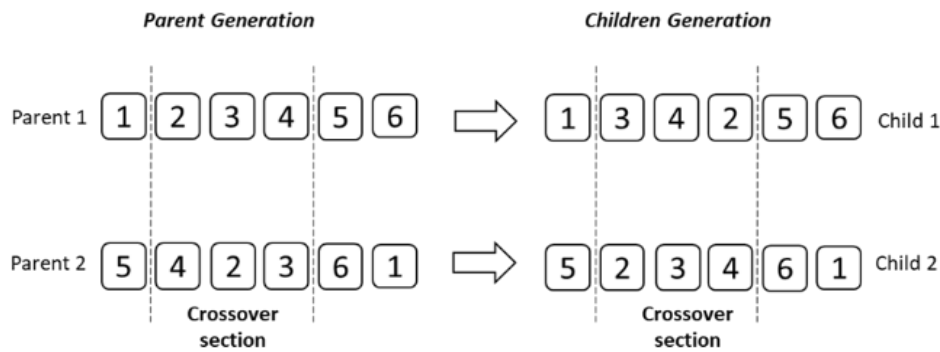 Parent Generation Children Generation
Parent 1 1 2 3 4 5 6 1 3 4 2 5 6 Child 1
Parent 2 5 4 2 3 6 1 5 2 3 4 6 1 Child 2
Crossover Crossover
section section